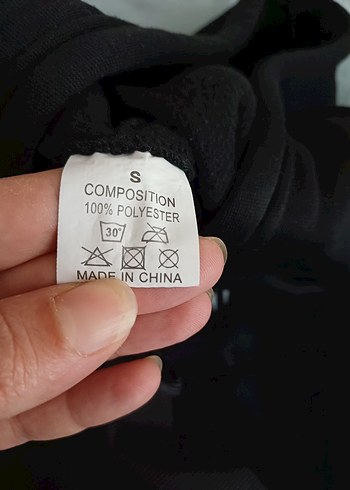 S
COMPOSITION
100% POLYESTER
30°
MADE IN CHINA